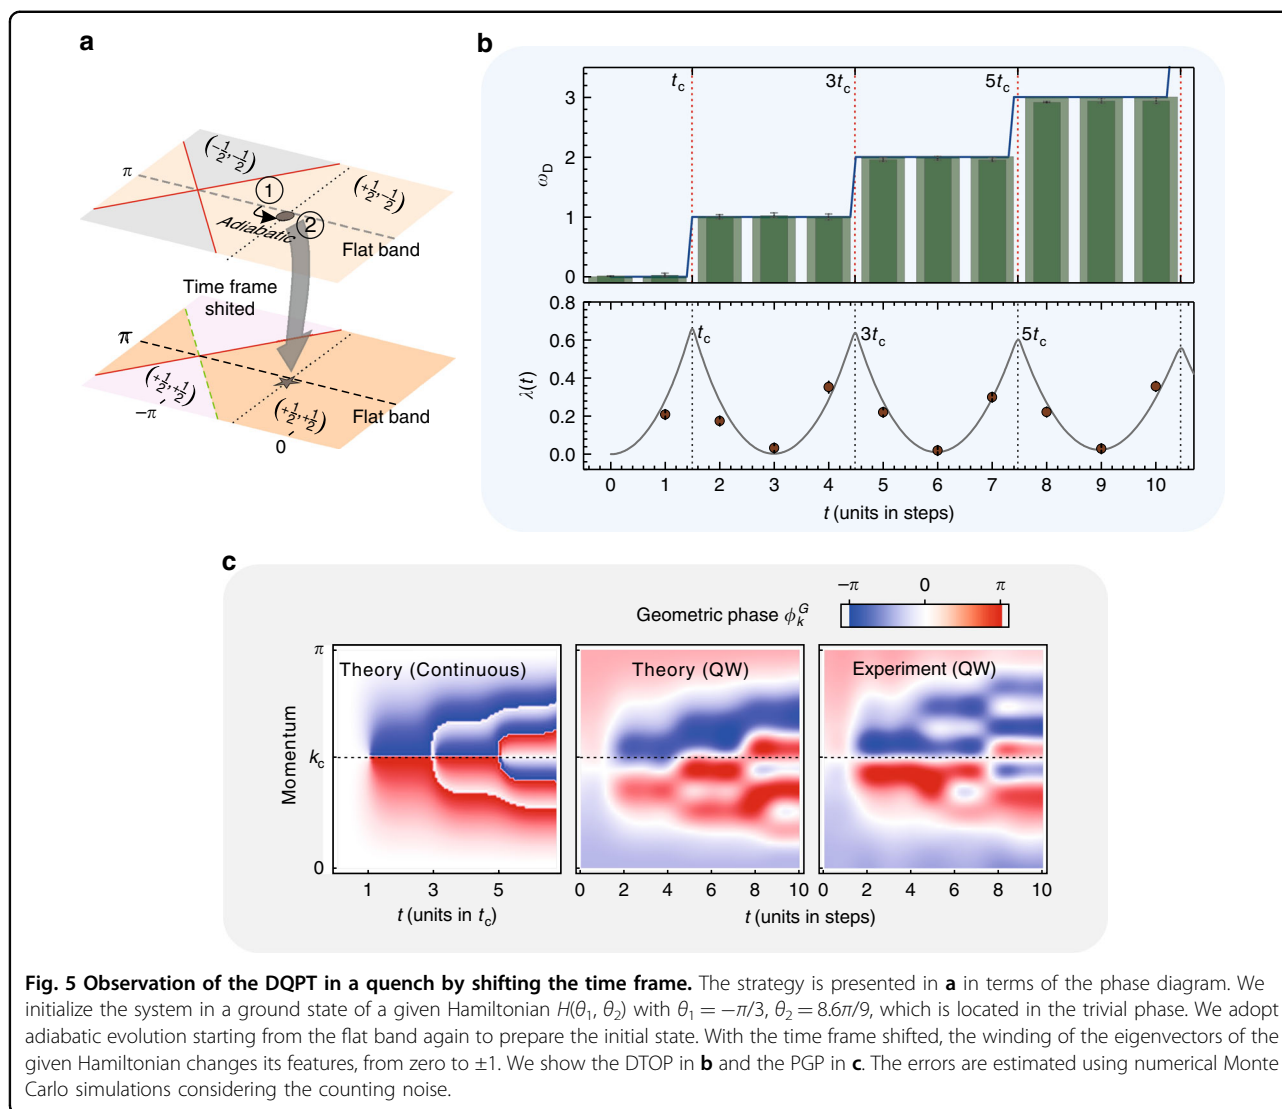 a
(-1/2, -1/2)
π
1
(+1/2, -1/2)
Adiabatic
2
Flat band
Time frame
shited
π
(+1/2, +1/2)
Flat band
(+1/2, +1/2)
−π
0
b
t_c
3t_c
5t_c
3
2
1
0
ω_D
0.8
0.6
0.4
0.2
0.0
λ(t)
t_c
3t_c
5t_c
0 1 2 3 4 5 6 7 8 9 10
t (units in steps)
c
−π 0 π
Geometric phase ϕ_k^G
π
k_c
0
Momentum
Theory (Continuous)
Theory (QW)
Experiment (QW)
1 3 5
0 2 4 6 8 10
0 2 4 6 8 10
t (units in t_c)
t (units in steps)
Fig. 5 Observation of the DQPT in a quench by shifting the time frame. The strategy is presented in a in terms of the phase diagram. We
initialize the system in a ground state of a given Hamiltonian H(θ₁, θ₂) with θ₁ = −π/3, θ₂ = 8.6π/9, which is located in the trivial phase. We adopt
adiabatic evolution starting from the flat band again to prepare the initial state. With the time frame shifted, the winding of the eigenvectors of the
given Hamiltonian changes its features, from zero to ±1. We show the DTOP in b and the PGP in c. The errors are estimated using numerical Monte
Carlo simulations considering the counting noise.